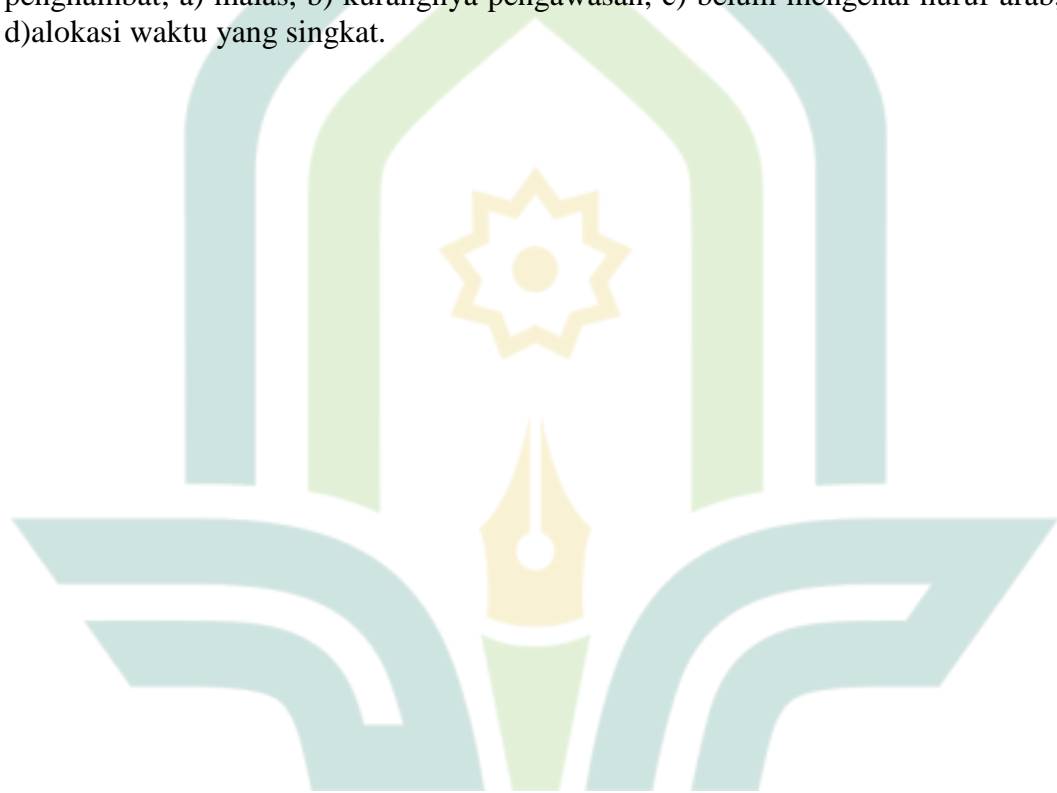 penghambat; a) malas, b) kurangnya pengawasan, c) belum mengenal huruf arab,
d)alokasi waktu yang singkat.